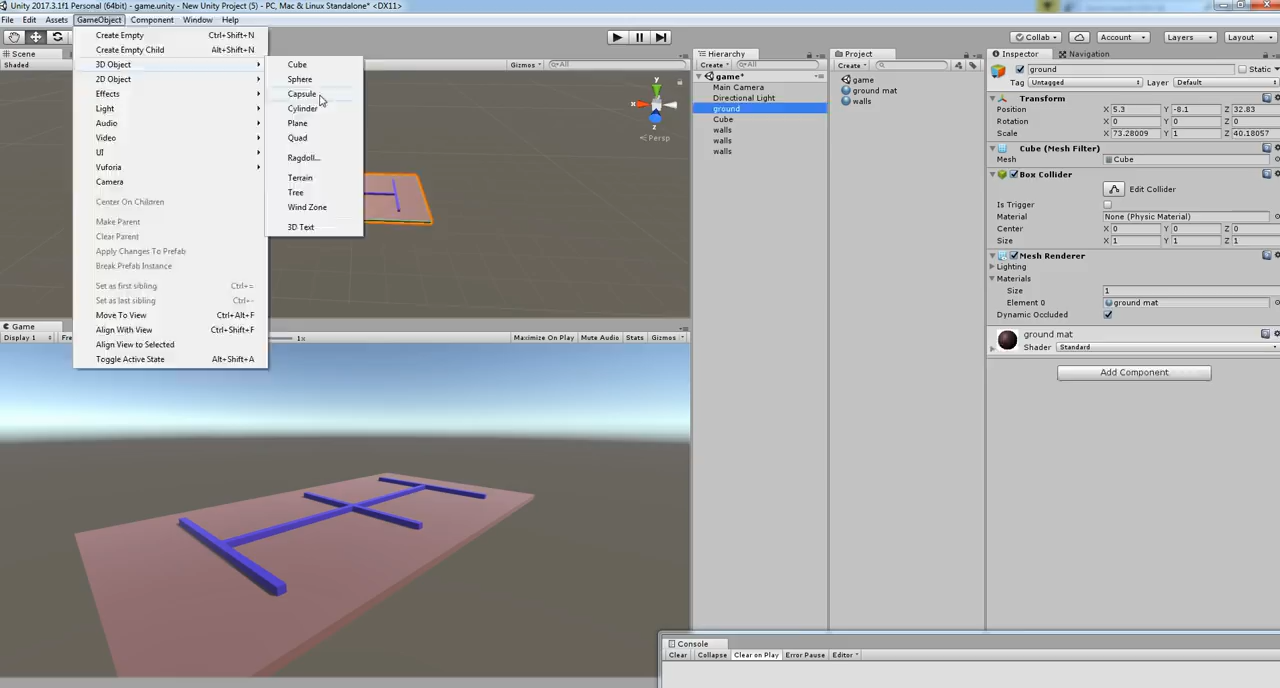 Unity 2017.3.1f1 Personal (64bit) - game.unity - New Unity Project (5) - PC, Mac & Linux Standalone* <DX11>
File Edit Assets GameObject Component Window Help
Collab Account Layers Layout
Scene
Shaded
Gizmos All
Create Empty Ctrl+Shift+N
Create Empty Child Alt+Shift+N
3D Object
2D Object
Effects
Light
Audio
Video
UI
Vuforia
Camera
Center On Children
Make Parent
Clear Parent
Apply Changes To Prefab
Break Prefab Instance
Set as first sibling Ctrl+=
Set as last sibling Ctrl+-
Move To View Ctrl+Alt+F
Align With View Ctrl+Shift+F
Align View to Selected
Toggle Active State Alt+Shift+A
Cube
Sphere
Capsule
Cylinder
Plane
Quad
Ragdoll...
Terrain
Tree
Wind Zone
3D Text
y
x
z
Persp
Game
Display 1 Fre 1x Maximize On Play Mute Audio Stats Gizmos
Hierarchy
Create All
game*
Main Camera
Directional Light
ground
Cube
walls
walls
walls
Project
Create
game
ground mat
walls
Inspector Navigation
ground Static
Tag Untagged Layer Default
Transform
Position X 5.3 Y -8.1 Z 32.83
Rotation X 0 Y 0 Z 0
Scale X 73.28009 Y 1 Z 40.18057
Cube (Mesh Filter)
Mesh Cube
Box Collider
Edit Collider
Is Trigger
Material None (Physic Material)
Center X 0 Y 0 Z 0
Size X 1 Y 1 Z 1
Mesh Renderer
Lighting
Materials
Size 1
Element 0 ground mat
Dynamic Occluded
ground mat
Shader Standard
Add Component
Console
Clear Collapse Clear on Play Error Pause Editor